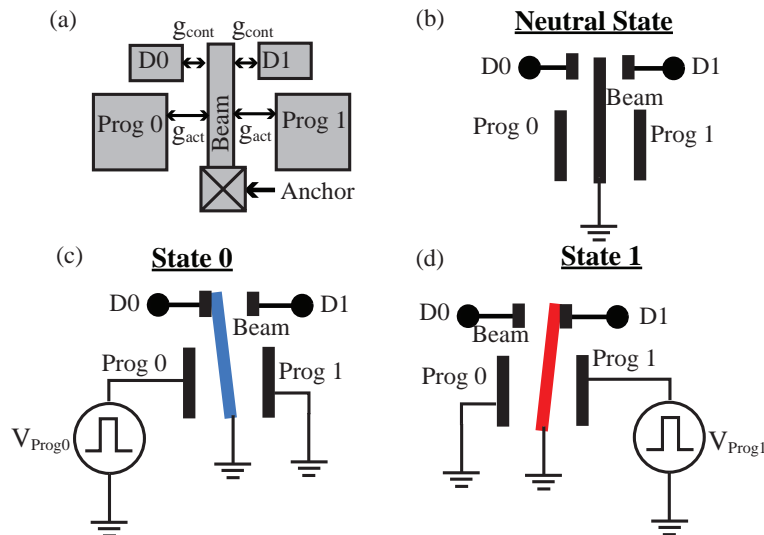 (a)
g_cont g_cont
D0 D1
Prog 0 Beam Prog 1
g_act g_act
Anchor
(b)
Neutral State
D0 D1
Beam
Prog 0 Prog 1
(c)
State 0
D0 D1
Beam
Prog 0 Prog 1
V_Prog0
(d)
State 1
D0 D1
Beam
Prog 0 Prog 1
V_Prog1